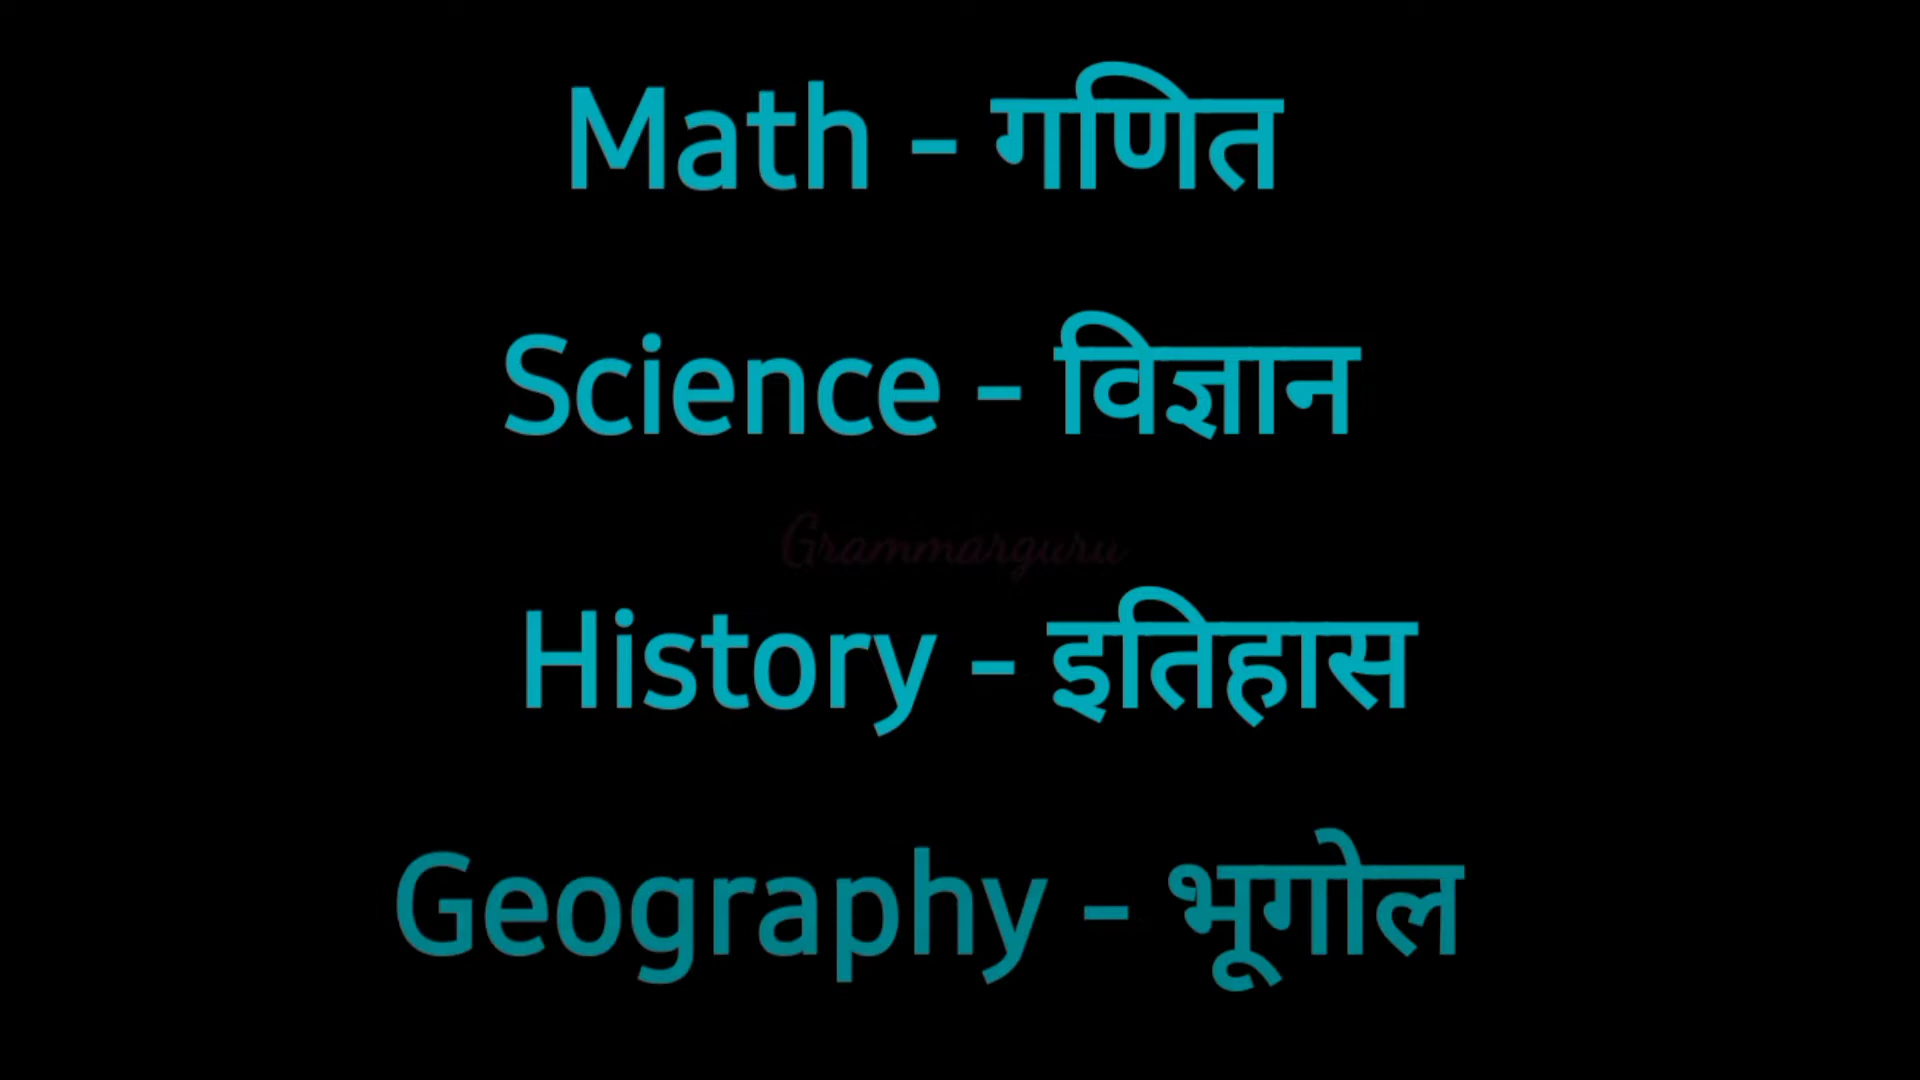 Math - गणित
Science - विज्ञान
Grammarguru
History - इतिहास
Geography - भूगोल